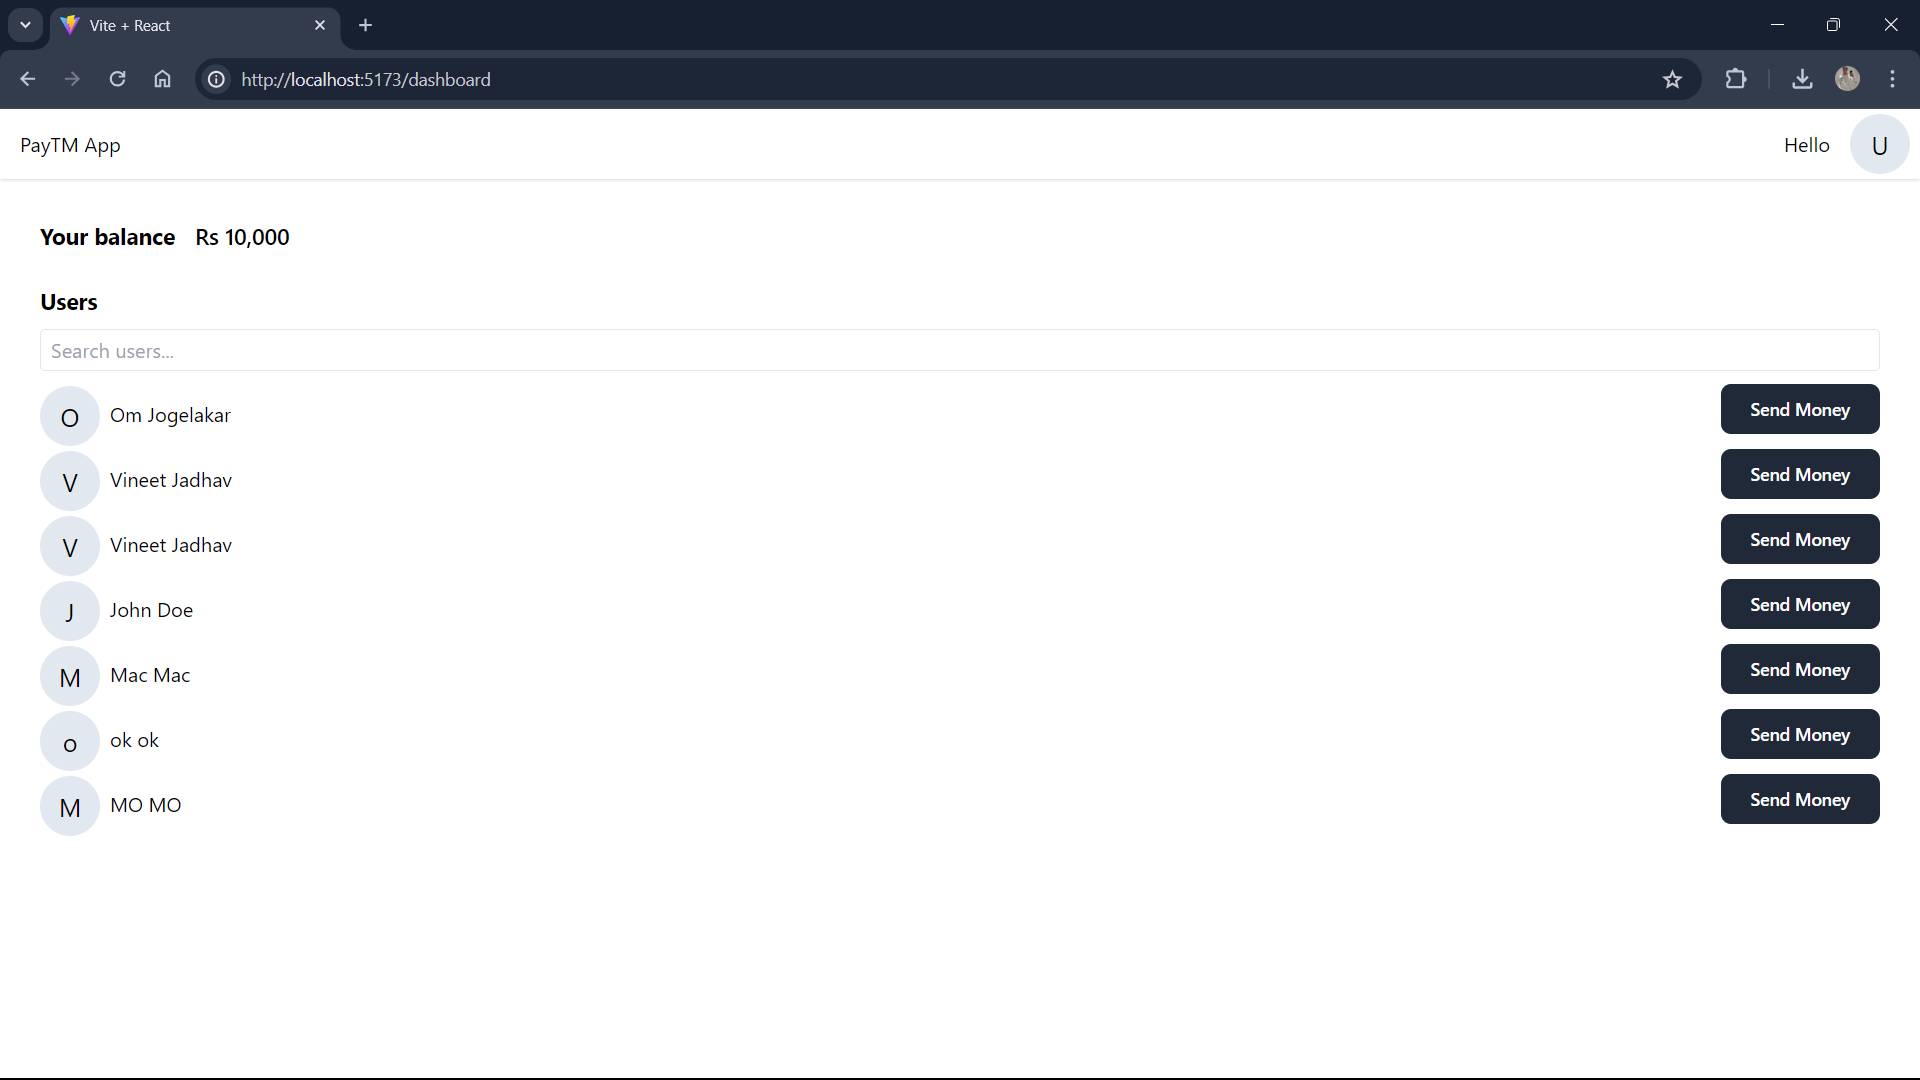 Vite + React
http://localhost:5173/dashboard
PayTM App
Hello
U
Your balance Rs 10,000
Users
Search users...
O Om Jogelakar Send Money
V Vineet Jadhav Send Money
V Vineet Jadhav Send Money
J John Doe Send Money
M Mac Mac Send Money
o ok ok Send Money
M MO MO Send Money